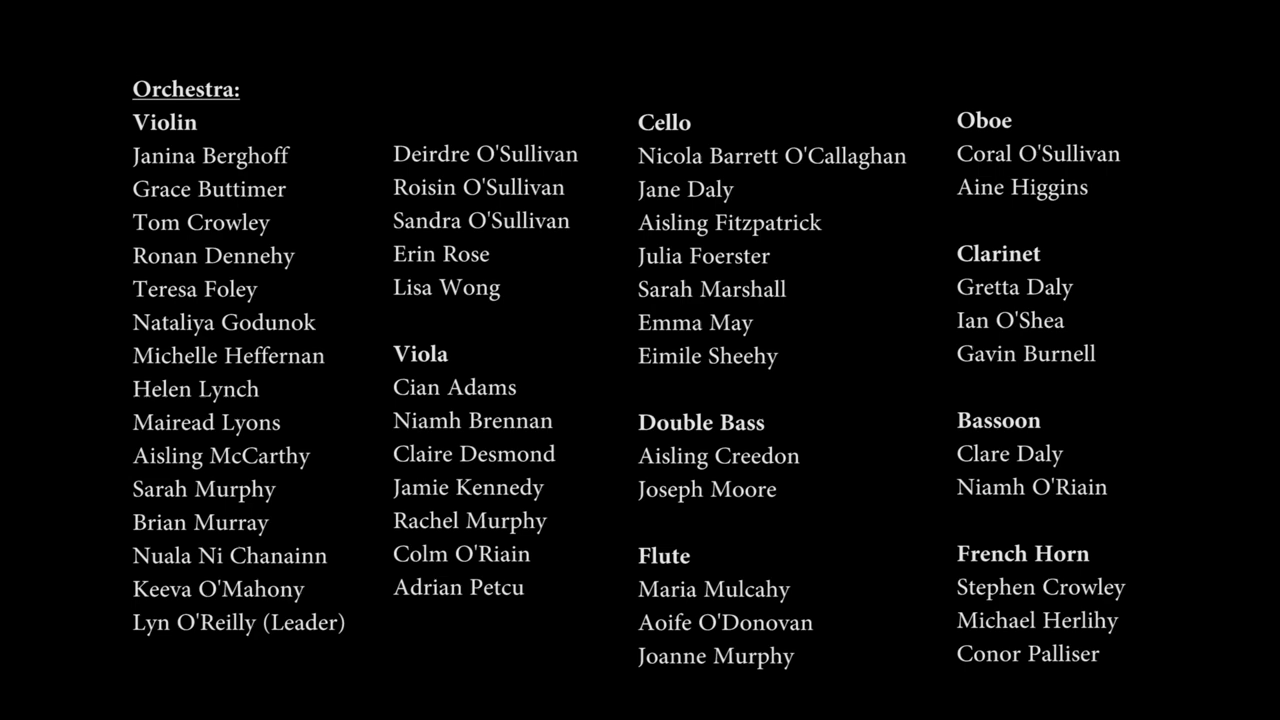 Orchestra:
Violin
Janina Berghoff
Grace Buttimer
Tom Crowley
Ronan Dennehy
Teresa Foley
Nataliya Godunok
Michelle Heffernan
Helen Lynch
Mairead Lyons
Aisling McCarthy
Sarah Murphy
Brian Murray
Nuala Ni Chanainn
Keeva O'Mahony
Lyn O'Reilly (Leader)
Deirdre O'Sullivan
Roisin O'Sullivan
Sandra O'Sullivan
Erin Rose
Lisa Wong
Viola
Cian Adams
Niamh Brennan
Claire Desmond
Jamie Kennedy
Rachel Murphy
Colm O'Riain
Adrian Petcu
Cello
Nicola Barrett O'Callaghan
Jane Daly
Aisling Fitzpatrick
Julia Foerster
Sarah Marshall
Emma May
Eimile Sheehy
Double Bass
Aisling Creedon
Joseph Moore
Flute
Maria Mulcahy
Aoife O'Donovan
Joanne Murphy
Oboe
Coral O'Sullivan
Aine Higgins
Clarinet
Gretta Daly
Ian O'Shea
Gavin Burnell
Bassoon
Clare Daly
Niamh O'Riain
French Horn
Stephen Crowley
Michael Herlihy
Conor Palliser